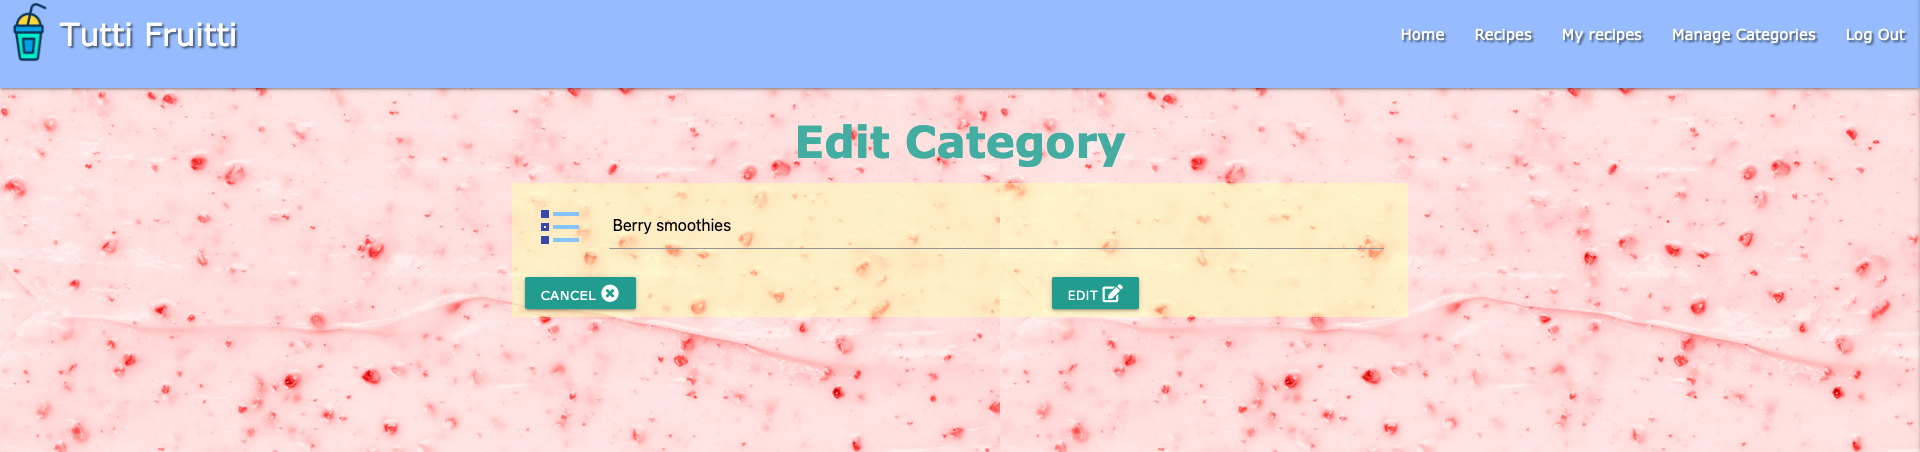 Tutti Fruitti
Home Recipes My recipes Manage Categories Log Out
Edit Category
Berry smoothies
CANCEL EDIT